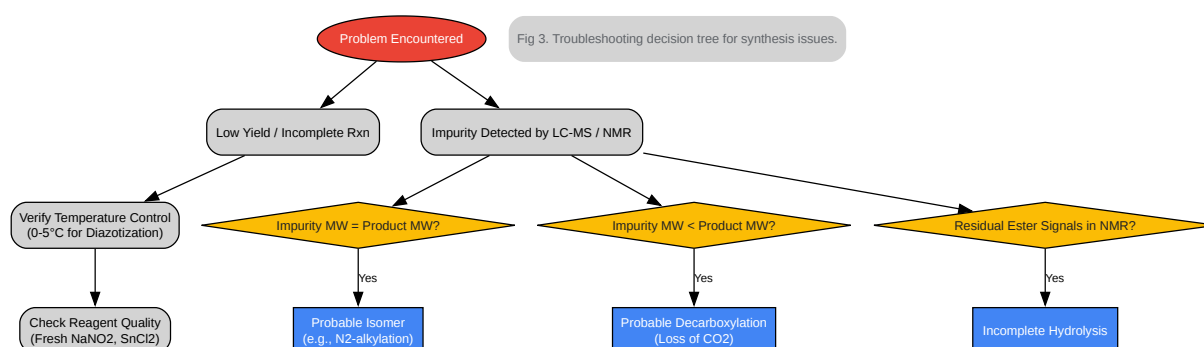 Problem Encountered
Fig 3. Troubleshooting decision tree for synthesis issues.
Low Yield / Incomplete Rxn
Impurity Detected by LC-MS / NMR
Verify Temperature Control
(0-5°C for Diazotization)
Impurity MW = Product MW?
Impurity MW < Product MW?
Residual Ester Signals in NMR?
Yes
Yes
Yes
Check Reagent Quality
(Fresh NaNO2, SnCl2)
Probable Isomer
(e.g., N2-alkylation)
Probable Decarboxylation
(Loss of CO2)
Incomplete Hydrolysis